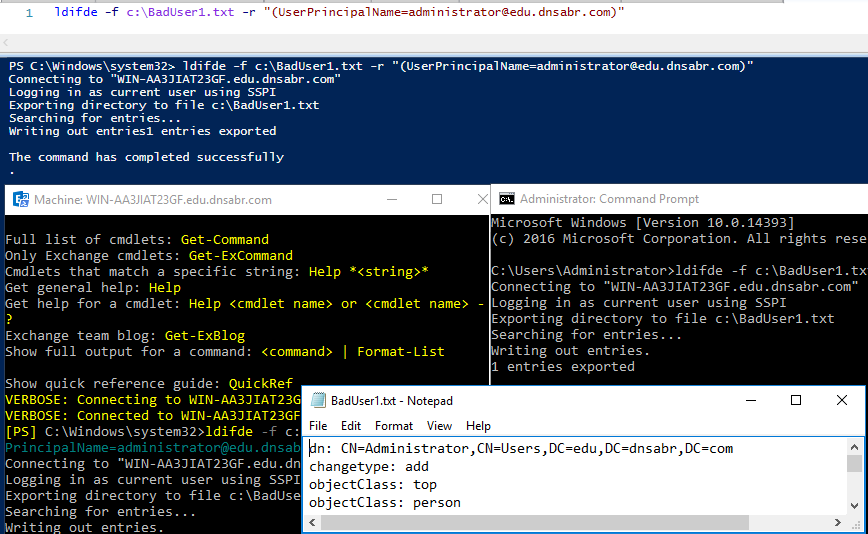 1 ldifde -f c:\BadUser1.txt -r "(UserPrincipalName=administrator@edu.dnsabr.com)"
PS C:\Windows\system32> ldifde -f c:\BadUser1.txt -r "(UserPrincipalName=administrator@edu.dnsabr.com)"
Connecting to "WIN-AA3JIAT23GF.edu.dnsabr.com"
Logging in as current user using SSPI
Exporting directory to file c:\BadUser1.txt
Searching for entries...
Writing out entries1 entries exported
The command has completed successfully
.
Machine: WIN-AA3JIAT23GF.edu.dnsabr.com
Full list of cmdlets: Get-Command
Only Exchange cmdlets: Get-ExCommand
Cmdlets that match a specific string: Help *<string>*
Get general help: Help
Get help for a cmdlet: Help <cmdlet name> or <cmdlet name> -
?
Exchange team blog: Get-ExBlog
Show full output for a command: <command> | Format-List
Show quick reference guide: QuickRef
VERBOSE: Connecting to WIN-AA3JIAT23G
VERBOSE: Connected to WIN-AA3JIAT23GF
[PS] C:\Windows\system32>ldifde -f c:
PrincipalName=administrator@edu.dnsab
Connecting to "WIN-AA3JIAT23GF.edu.dn
Logging in as current user using SSPI
Exporting directory to file c:\BadUse
Searching for entries...
Writing out entries.
Administrator: Command Prompt
Microsoft Windows [Version 10.0.14393]
(c) 2016 Microsoft Corporation. All rights rese
C:\Users\Administrator>ldifde -f c:\BadUser1.tx
Connecting to "WIN-AA3JIAT23GF.edu.dnsabr.com"
Logging in as current user using SSPI
Exporting directory to file c:\BadUser1.txt
Searching for entries...
Writing out entries.
1 entries exported
BadUser1.txt - Notepad
File Edit Format View Help
dn: CN=Administrator,CN=Users,DC=edu,DC=dnsabr,DC=com
changetype: add
objectClass: top
objectClass: person